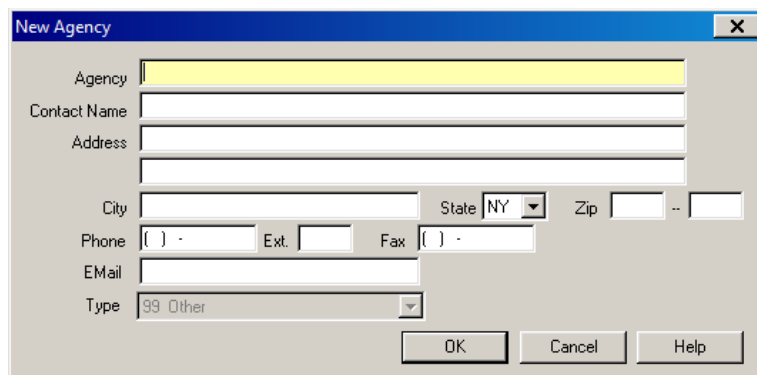 New Agency
Agency
Contact Name
Address
City State NY Zip --
Phone ( ) - Ext. Fax ( ) -
EMail
Type 99 Other
OK Cancel Help